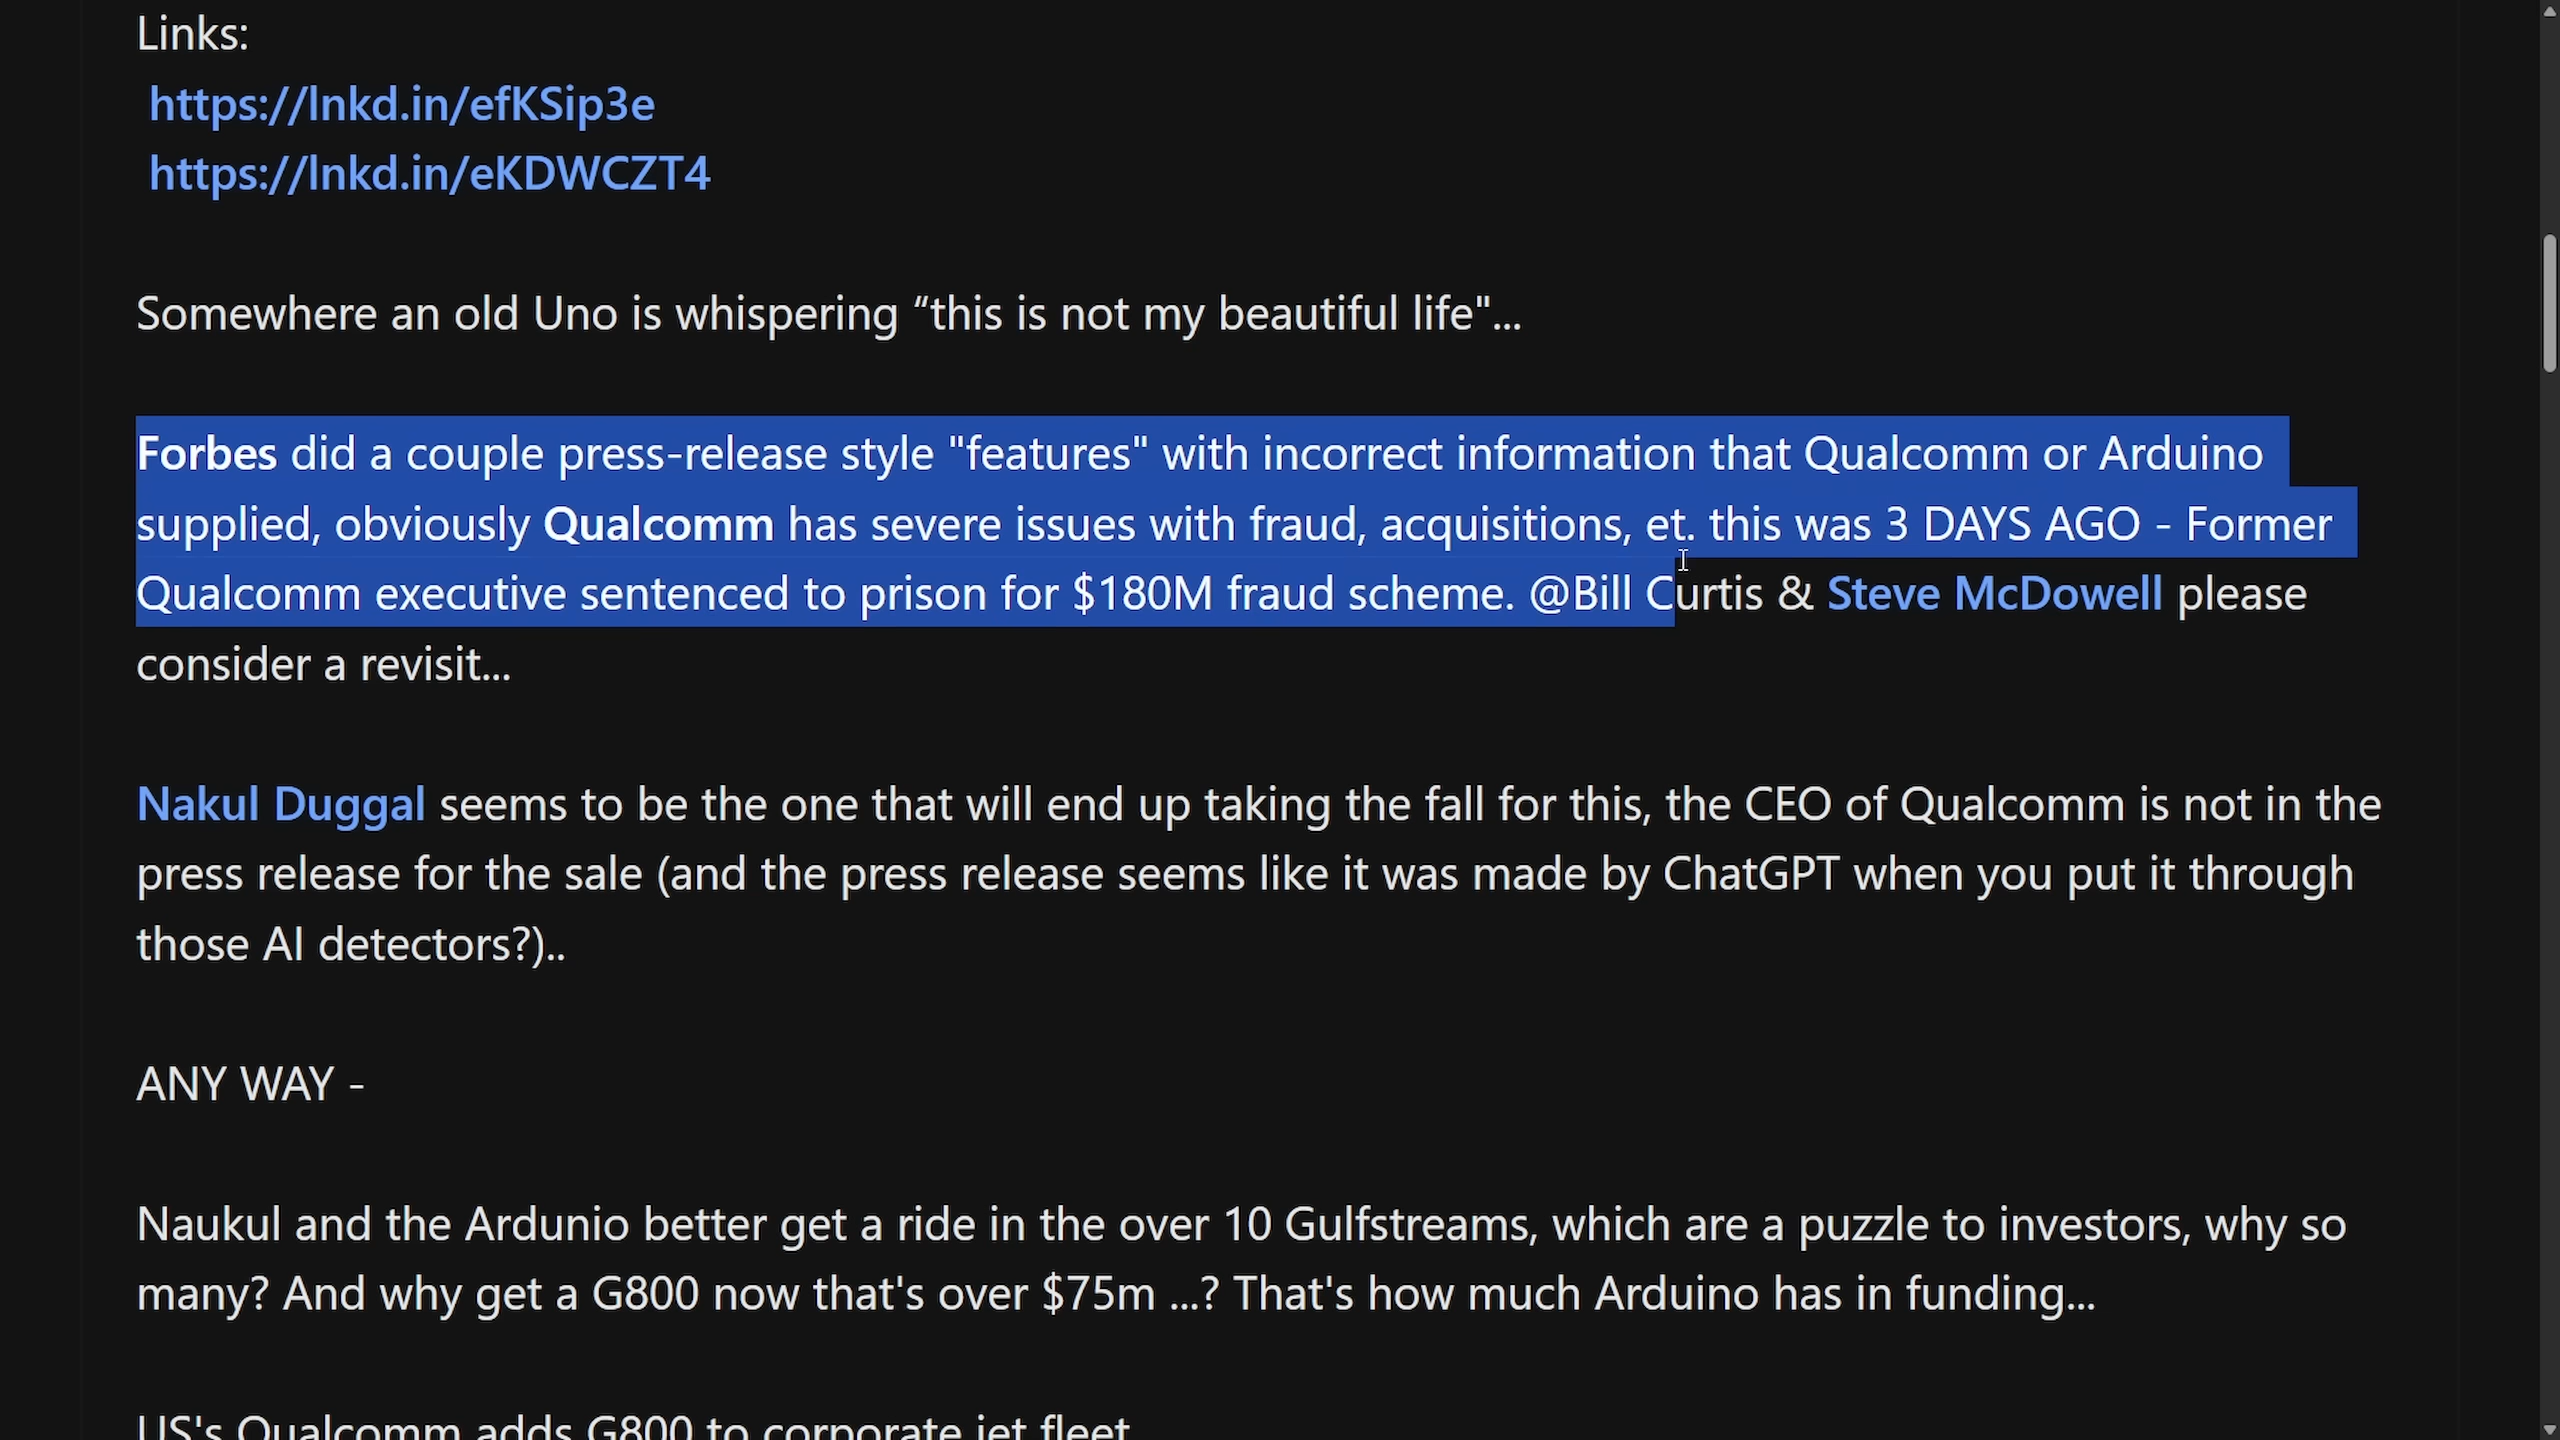 Links:
https://lnkd.in/efKSip3e
https://lnkd.in/eKDWCZT4
Somewhere an old Uno is whispering “this is not my beautiful life"...
Forbes did a couple press-release style "features" with incorrect information that Qualcomm or Arduino
supplied, obviously Qualcomm has severe issues with fraud, acquisitions, et. this was 3 DAYS AGO - Former
Qualcomm executive sentenced to prison for $180M fraud scheme. @Bill Curtis & Steve McDowell please
consider a revisit...
Nakul Duggal seems to be the one that will end up taking the fall for this, the CEO of Qualcomm is not in the
press release for the sale (and the press release seems like it was made by ChatGPT when you put it through
those AI detectors?)..
ANY WAY -
Naukul and the Ardunio better get a ride in the over 10 Gulfstreams, which are a puzzle to investors, why so
many? And why get a G800 now that's over $75m ...? That's how much Arduino has in funding...
US's Qualcomm adds G800 to corporate jet fleet